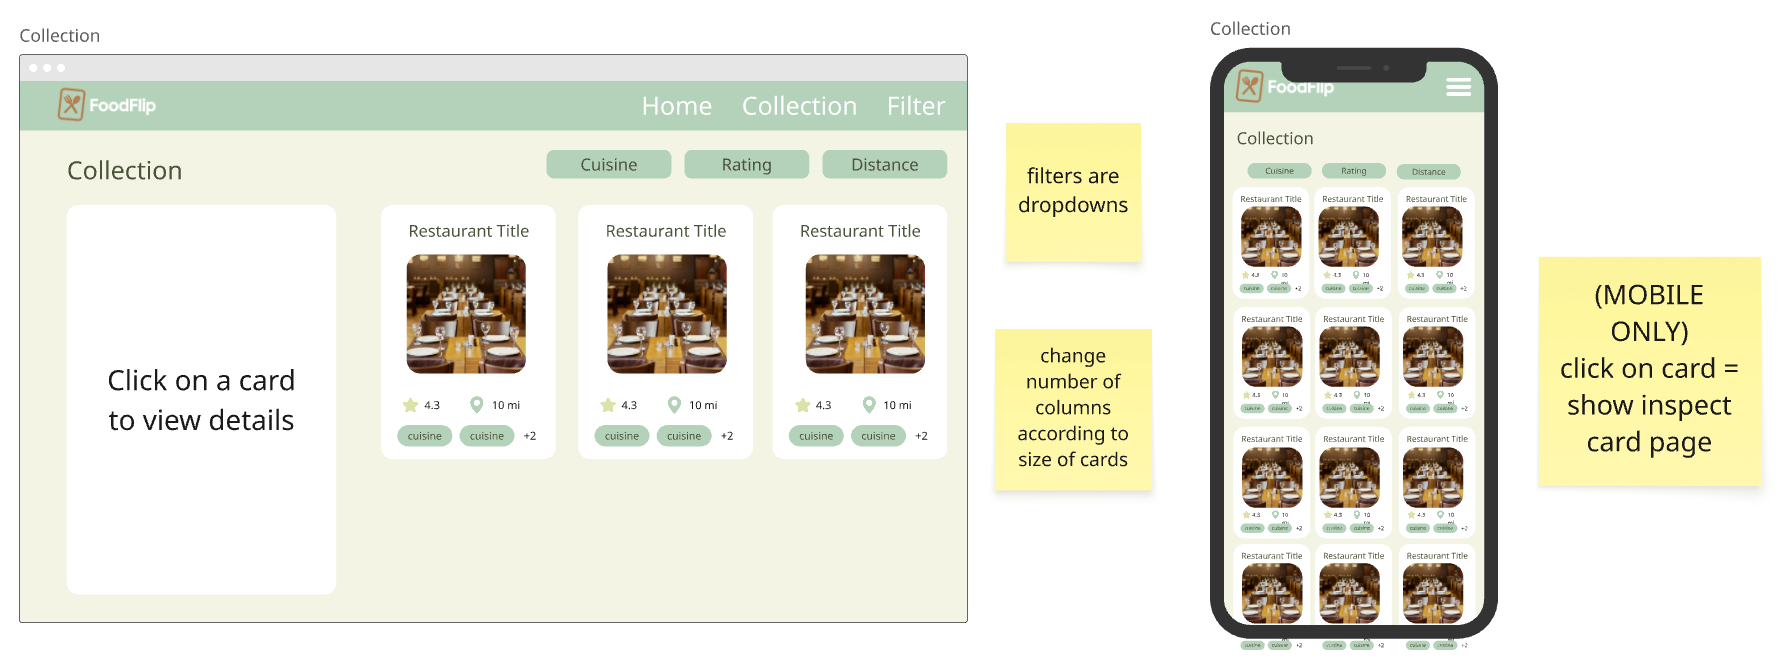 Collection
FoodFlip
Home Collection Filter
Collection
Cuisine Rating Distance
Click on a card
to view details
Restaurant Title
4.3 10 mi
cuisine cuisine +2
Restaurant Title
4.3 10 mi
cuisine cuisine +2
Restaurant Title
4.3 10 mi
cuisine cuisine +2
filters are
dropdowns
change
number of
columns
according to
size of cards
Collection
FoodFlip
Collection
Cuisine Rating Distance
Restaurant Title Restaurant Title Restaurant Title
4.3 10 4.3 10 4.3 10
mi mi mi
cuisine cuisine +2 cuisine cuisine +2 cuisine cuisine +2
Restaurant Title Restaurant Title Restaurant Title
4.3 10 4.3 10 4.3 10
mi mi mi
cuisine cuisine +2 cuisine cuisine +2 cuisine cuisine +2
Restaurant Title Restaurant Title Restaurant Title
4.3 10 4.3 10 4.3 10
mi mi mi
cuisine cuisine +2 cuisine cuisine +2 cuisine cuisine +2
Restaurant Title Restaurant Title Restaurant Title
cuisine cuisine +2 cuisine cuisine +2 cuisine cuisine +2
(MOBILE
ONLY)
click on card =
show inspect
card page